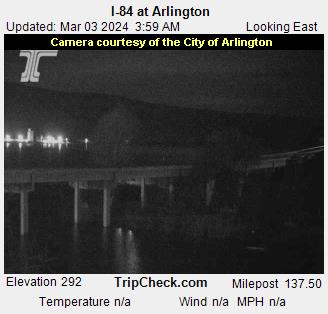 I-84 at Arlington
Updated: Mar 03 2024 3:59 AM Looking East
Camera courtesy of the City of Arlington
Elevation 292 TripCheck.com Milepost 137.50
Temperature n/a Wind n/a MPH n/a